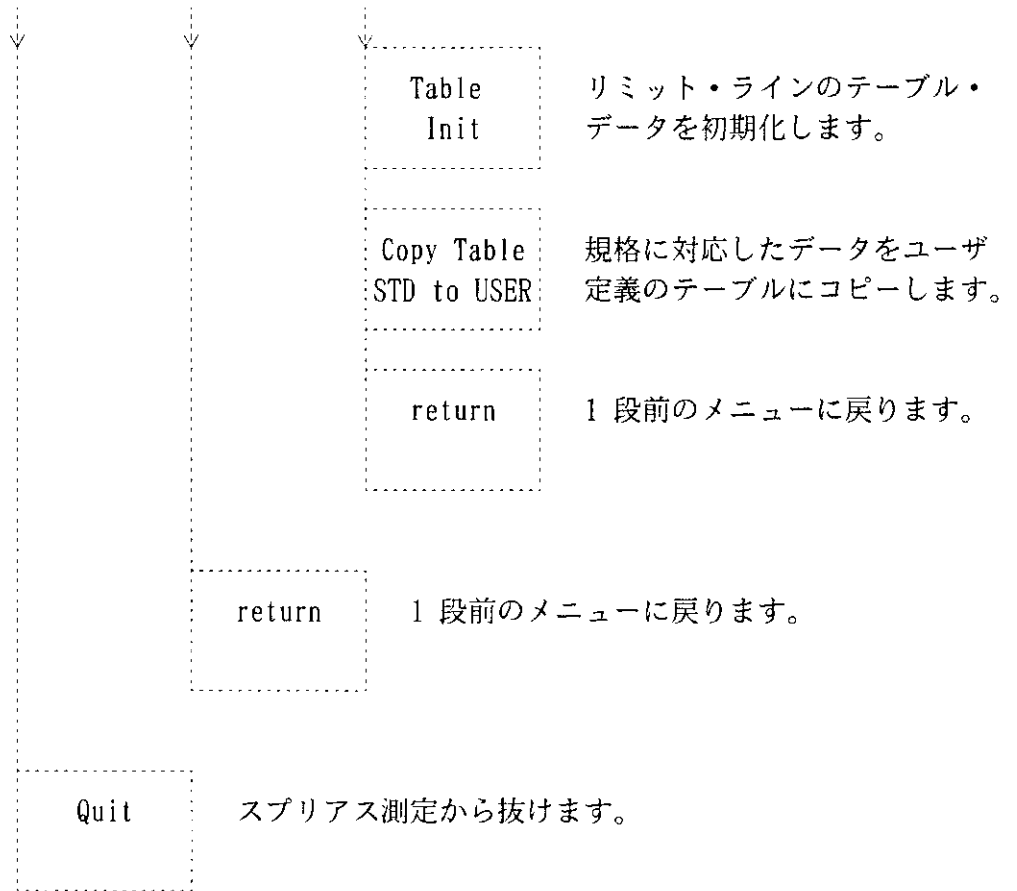 Table
Init
リミット・ラインのテーブル・
データを初期化します。
Copy Table
STD to USER
規格に対応したデータをユーザ
定義のテーブルにコピーします。
return
1 段前のメニューに戻ります。
return
1 段前のメニューに戻ります。
Quit
スプリアス測定から抜けます。